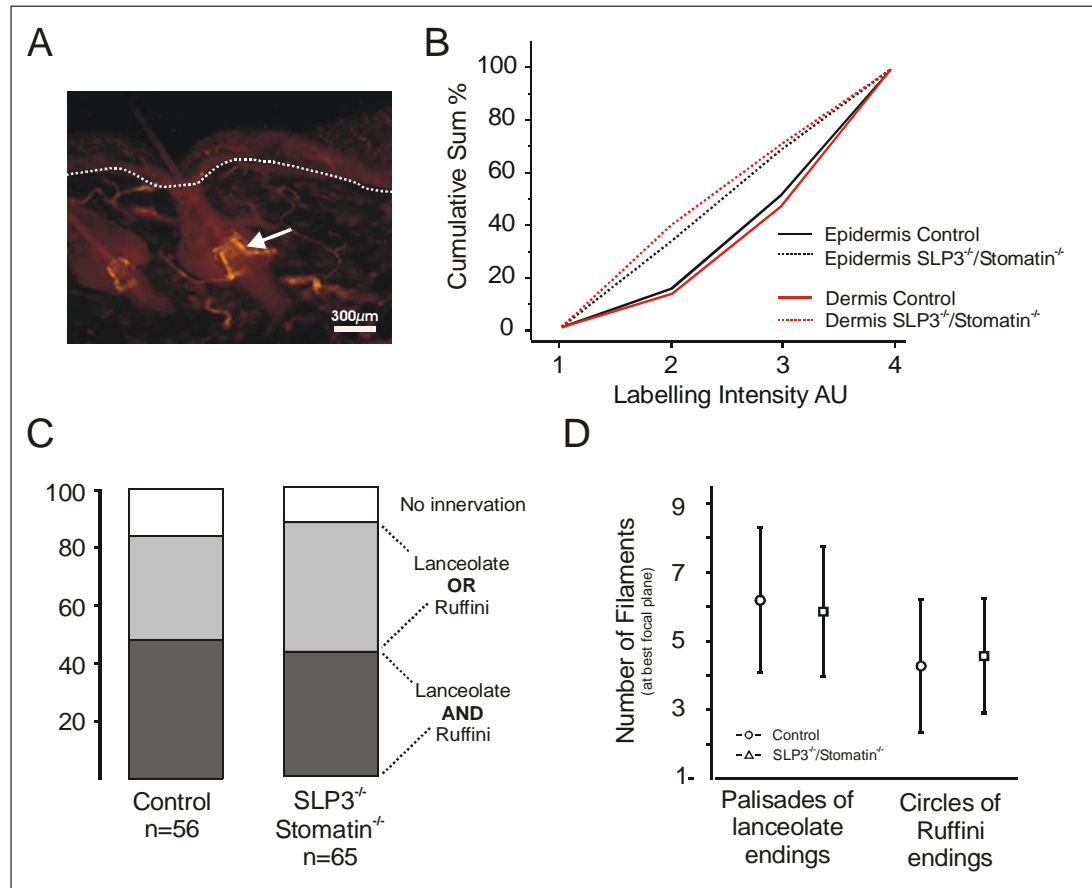 A
300μm
B
Cumulative Sum %
100
80
60
40
20
0
1 2 3 4
Labelling Intensity AU
Epidermis Control
Epidermis SLP3-/-/Stomatin-/-
Dermis Control
Dermis SLP3-/-/Stomatin-/-
C
100
80
60
40
20
No innervation
Lanceolate
OR
Ruffini
Lanceolate
AND
Ruffini
Control
n=56
SLP3-/-
Stomatin-/-
n=65
D
Number of Filaments
(at best focal plane)
9
7
5
3
1
Control
SLP3-/-/Stomatin-/-
Palisades of
lanceolate
endings
Circles of
Ruffini
endings